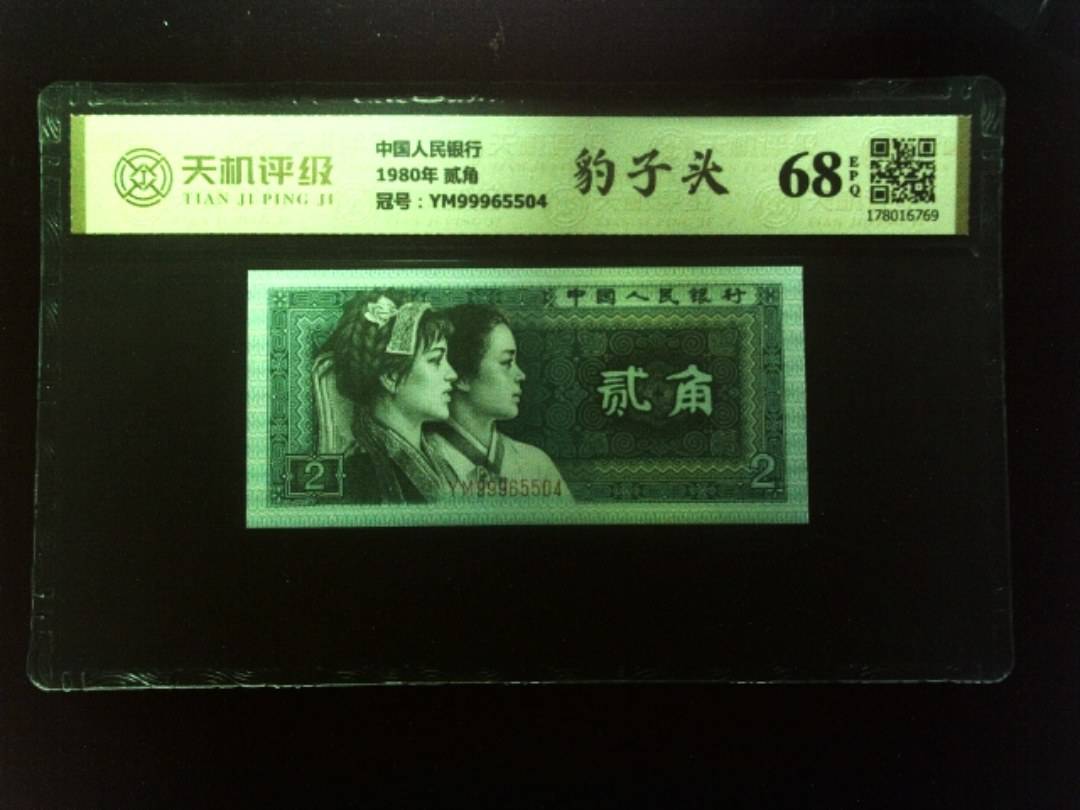 天机评级
TIAN JI PING JI
中国人民银行
1980年 贰角
冠号：YM99965504
豹子头
68
EPQ
178016769
中国人民银行
贰角
2
2
YM99965504